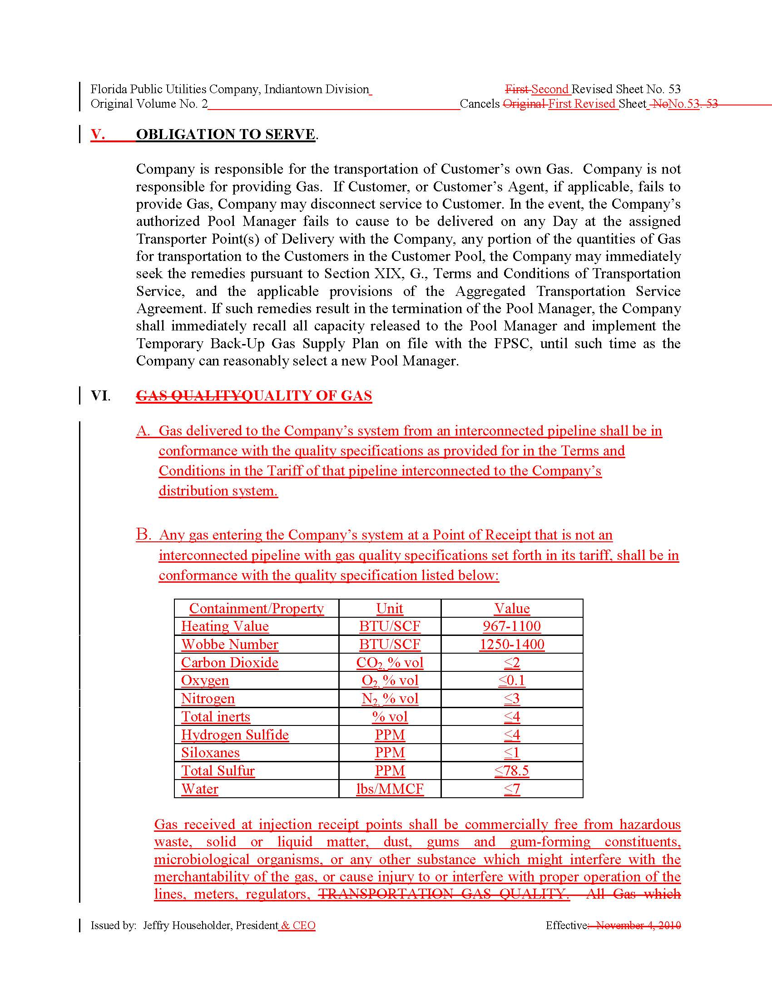 Florida Public Utilities Company, Indiantown Division First Second Revised Sheet No. 53
Original Volume No. 2 Cancels Original First Revised Sheet NoNo.53. 53
V. OBLIGATION TO SERVE.
Company is responsible for the transportation of Customer’s own Gas. Company is not
responsible for providing Gas. If Customer, or Customer’s Agent, if applicable, fails to
provide Gas, Company may disconnect service to Customer. In the event, the Company’s
authorized Pool Manager fails to cause to be delivered on any Day at the assigned
Transporter Point(s) of Delivery with the Company, any portion of the quantities of Gas
for transportation to the Customers in the Customer Pool, the Company may immediately
seek the remedies pursuant to Section XIX, G., Terms and Conditions of Transportation
Service, and the applicable provisions of the Aggregated Transportation Service
Agreement. If such remedies result in the termination of the Pool Manager, the Company
shall immediately recall all capacity released to the Pool Manager and implement the
Temporary Back-Up Gas Supply Plan on file with the FPSC, until such time as the
Company can reasonably select a new Pool Manager.
VI. GAS QUALITYQUALITY OF GAS
A. Gas delivered to the Company’s system from an interconnected pipeline shall be in
conformance with the quality specifications as provided for in the Terms and
Conditions in the Tariff of that pipeline interconnected to the Company’s
distribution system.
B. Any gas entering the Company’s system at a Point of Receipt that is not an
interconnected pipeline with gas quality specifications set forth in its tariff, shall be in
conformance with the quality specification listed below:
Containment/Property Unit Value
Heating Value BTU/SCF 967-1100
Wobbe Number BTU/SCF 1250-1400
Carbon Dioxide CO2, % vol ≤2
Oxygen O2, % vol ≤0.1
Nitrogen N2, % vol ≤3
Total inerts % vol ≤4
Hydrogen Sulfide PPM ≤4
Siloxanes PPM ≤1
Total Sulfur PPM ≤78.5
Water lbs/MMCF ≤7
Gas received at injection receipt points shall be commercially free from hazardous
waste, solid or liquid matter, dust, gums and gum-forming constituents,
microbiological organisms, or any other substance which might interfere with the
merchantability of the gas, or cause injury to or interfere with proper operation of the
lines, meters, regulators, TRANSPORTATION GAS QUALITY. All Gas which
Issued by: Jeffry Householder, President & CEO Effective: November 4, 2010